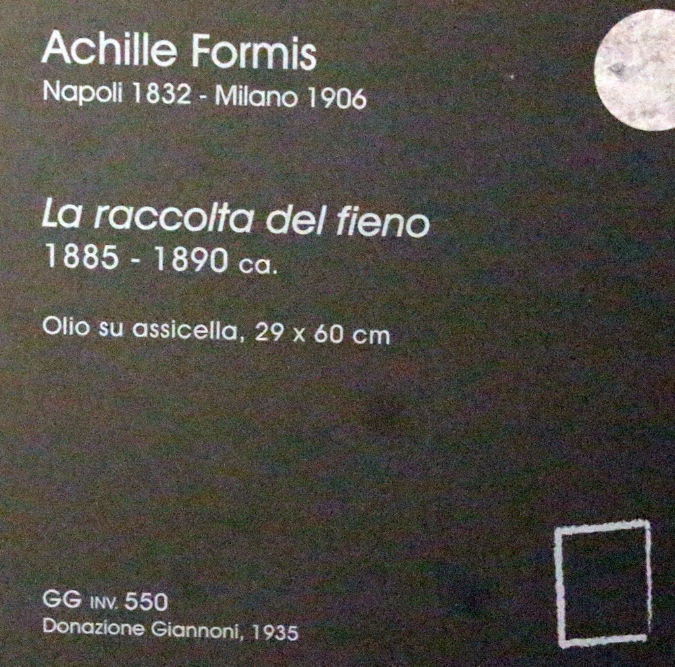 Achille Formis
Napoli 1832 - Milano 1906
La raccolta del fieno
1885 - 1890 ca.
Olio su assicella, 29 x 60 cm
GG INV. 550
Donazione Giannoni, 1935